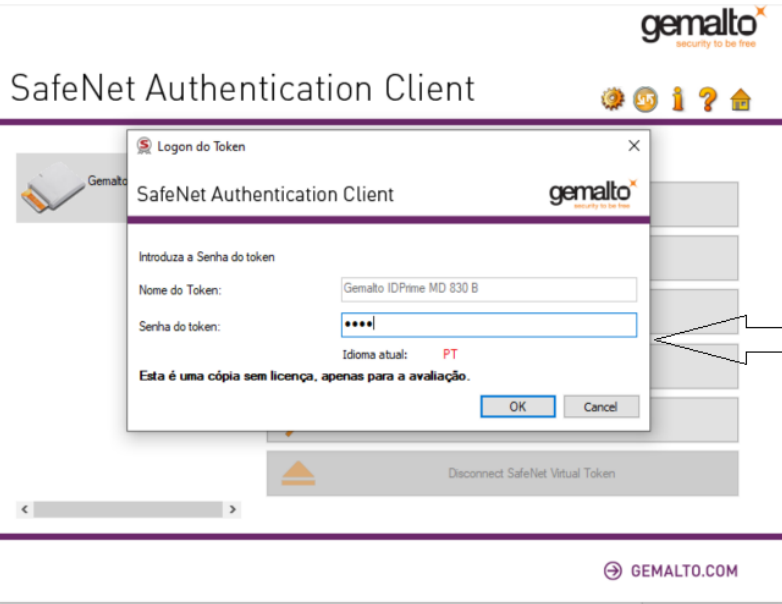 gemalto
security to be free
SafeNet Authentication Client
Logon do Token
Gemalto
SafeNet Authentication Client
gemalto
security to be free
Introduza a Senha do token
Nome do Token:
Gemalto IDPrime MD 830 B
Senha do token:
••••
Idioma atual:
PT
Esta é uma cópia sem licença, apenas para a avaliação.
OK
Cancel
Disconnect SafeNet Virtual Token
GEMALTO.COM